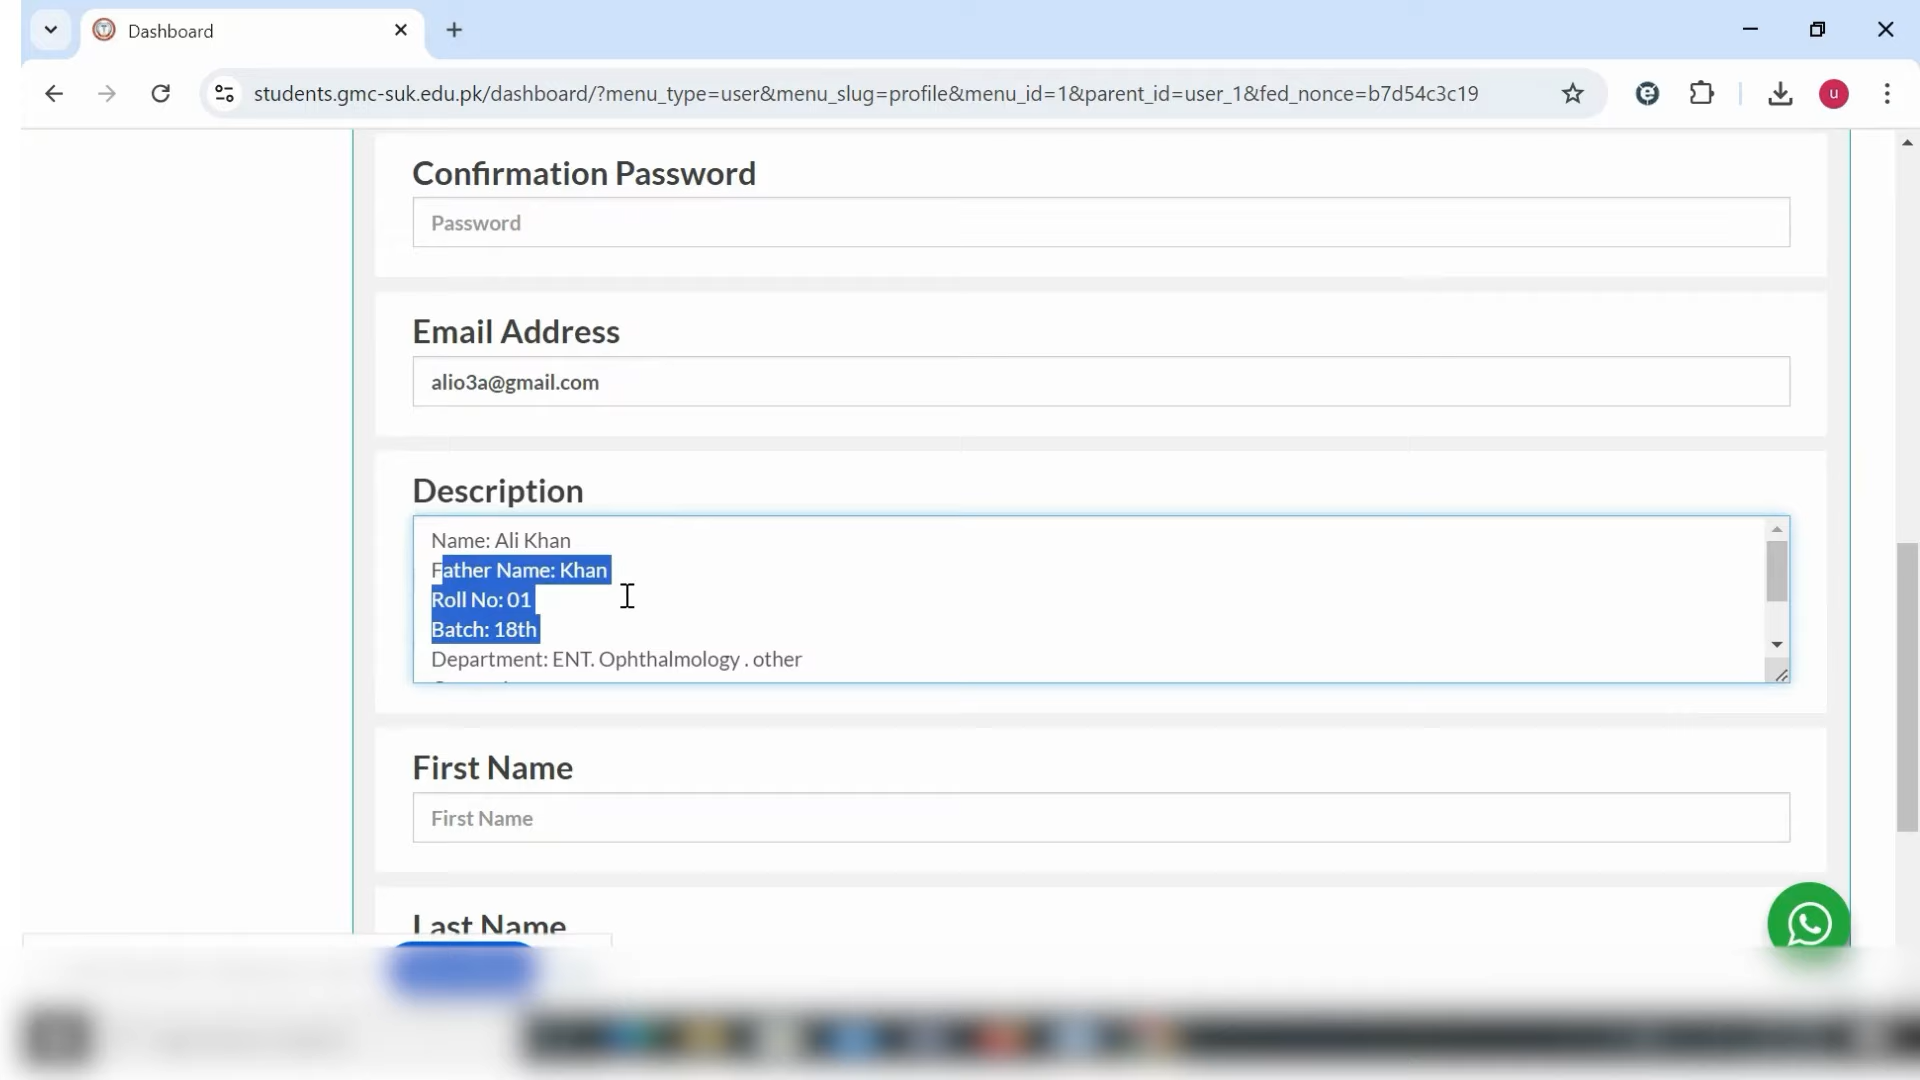 Dashboard
students.gmc-suk.edu.pk/dashboard/?menu_type=user&menu_slug=profile&menu_id=1&parent_id=user_1&fed_nonce=b7d54c3c19
u
Confirmation Password
Password
Email Address
alio3a@gmail.com
Description
Name: Ali Khan
Father Name: Khan
Roll No: 01
Batch: 18th
Department: ENT. Ophthalmology . other
First Name
First Name
Last Name